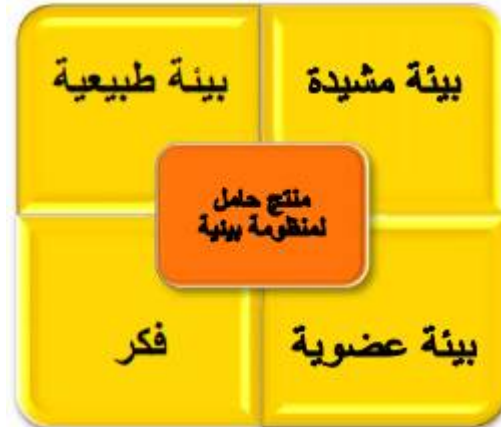 بيئة مشيدة
بيئة طبيعية
منتج حامل
لمنظومة بيئية
بيئة عضوية
فكر